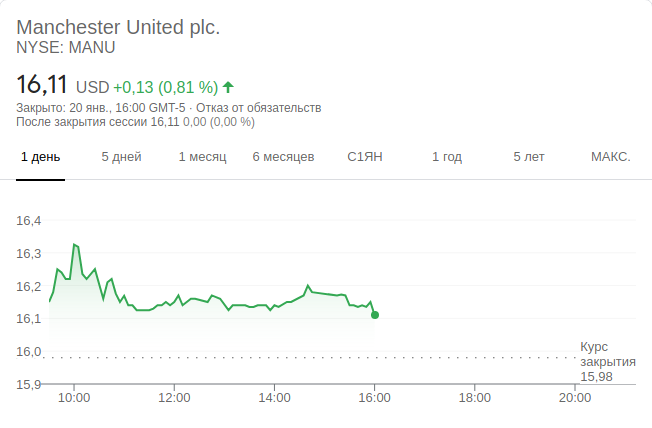 Manchester United plc.
NYSE: MANU
16,11 USD +0,13 (0,81 %)
Закрыто: 20 янв., 16:00 GMT-5 · Отказ от обязательств
После закрытия сессии 16,11 0,00 (0,00 %)
1 день 5 дней 1 месяц 6 месяцев С1ЯН 1 год 5 лет МАКС.
16,4
16,3
16,2
16,1
16,0
15,9
Курс
закрытия
15,98
10:00 12:00 14:00 16:00 18:00 20:00